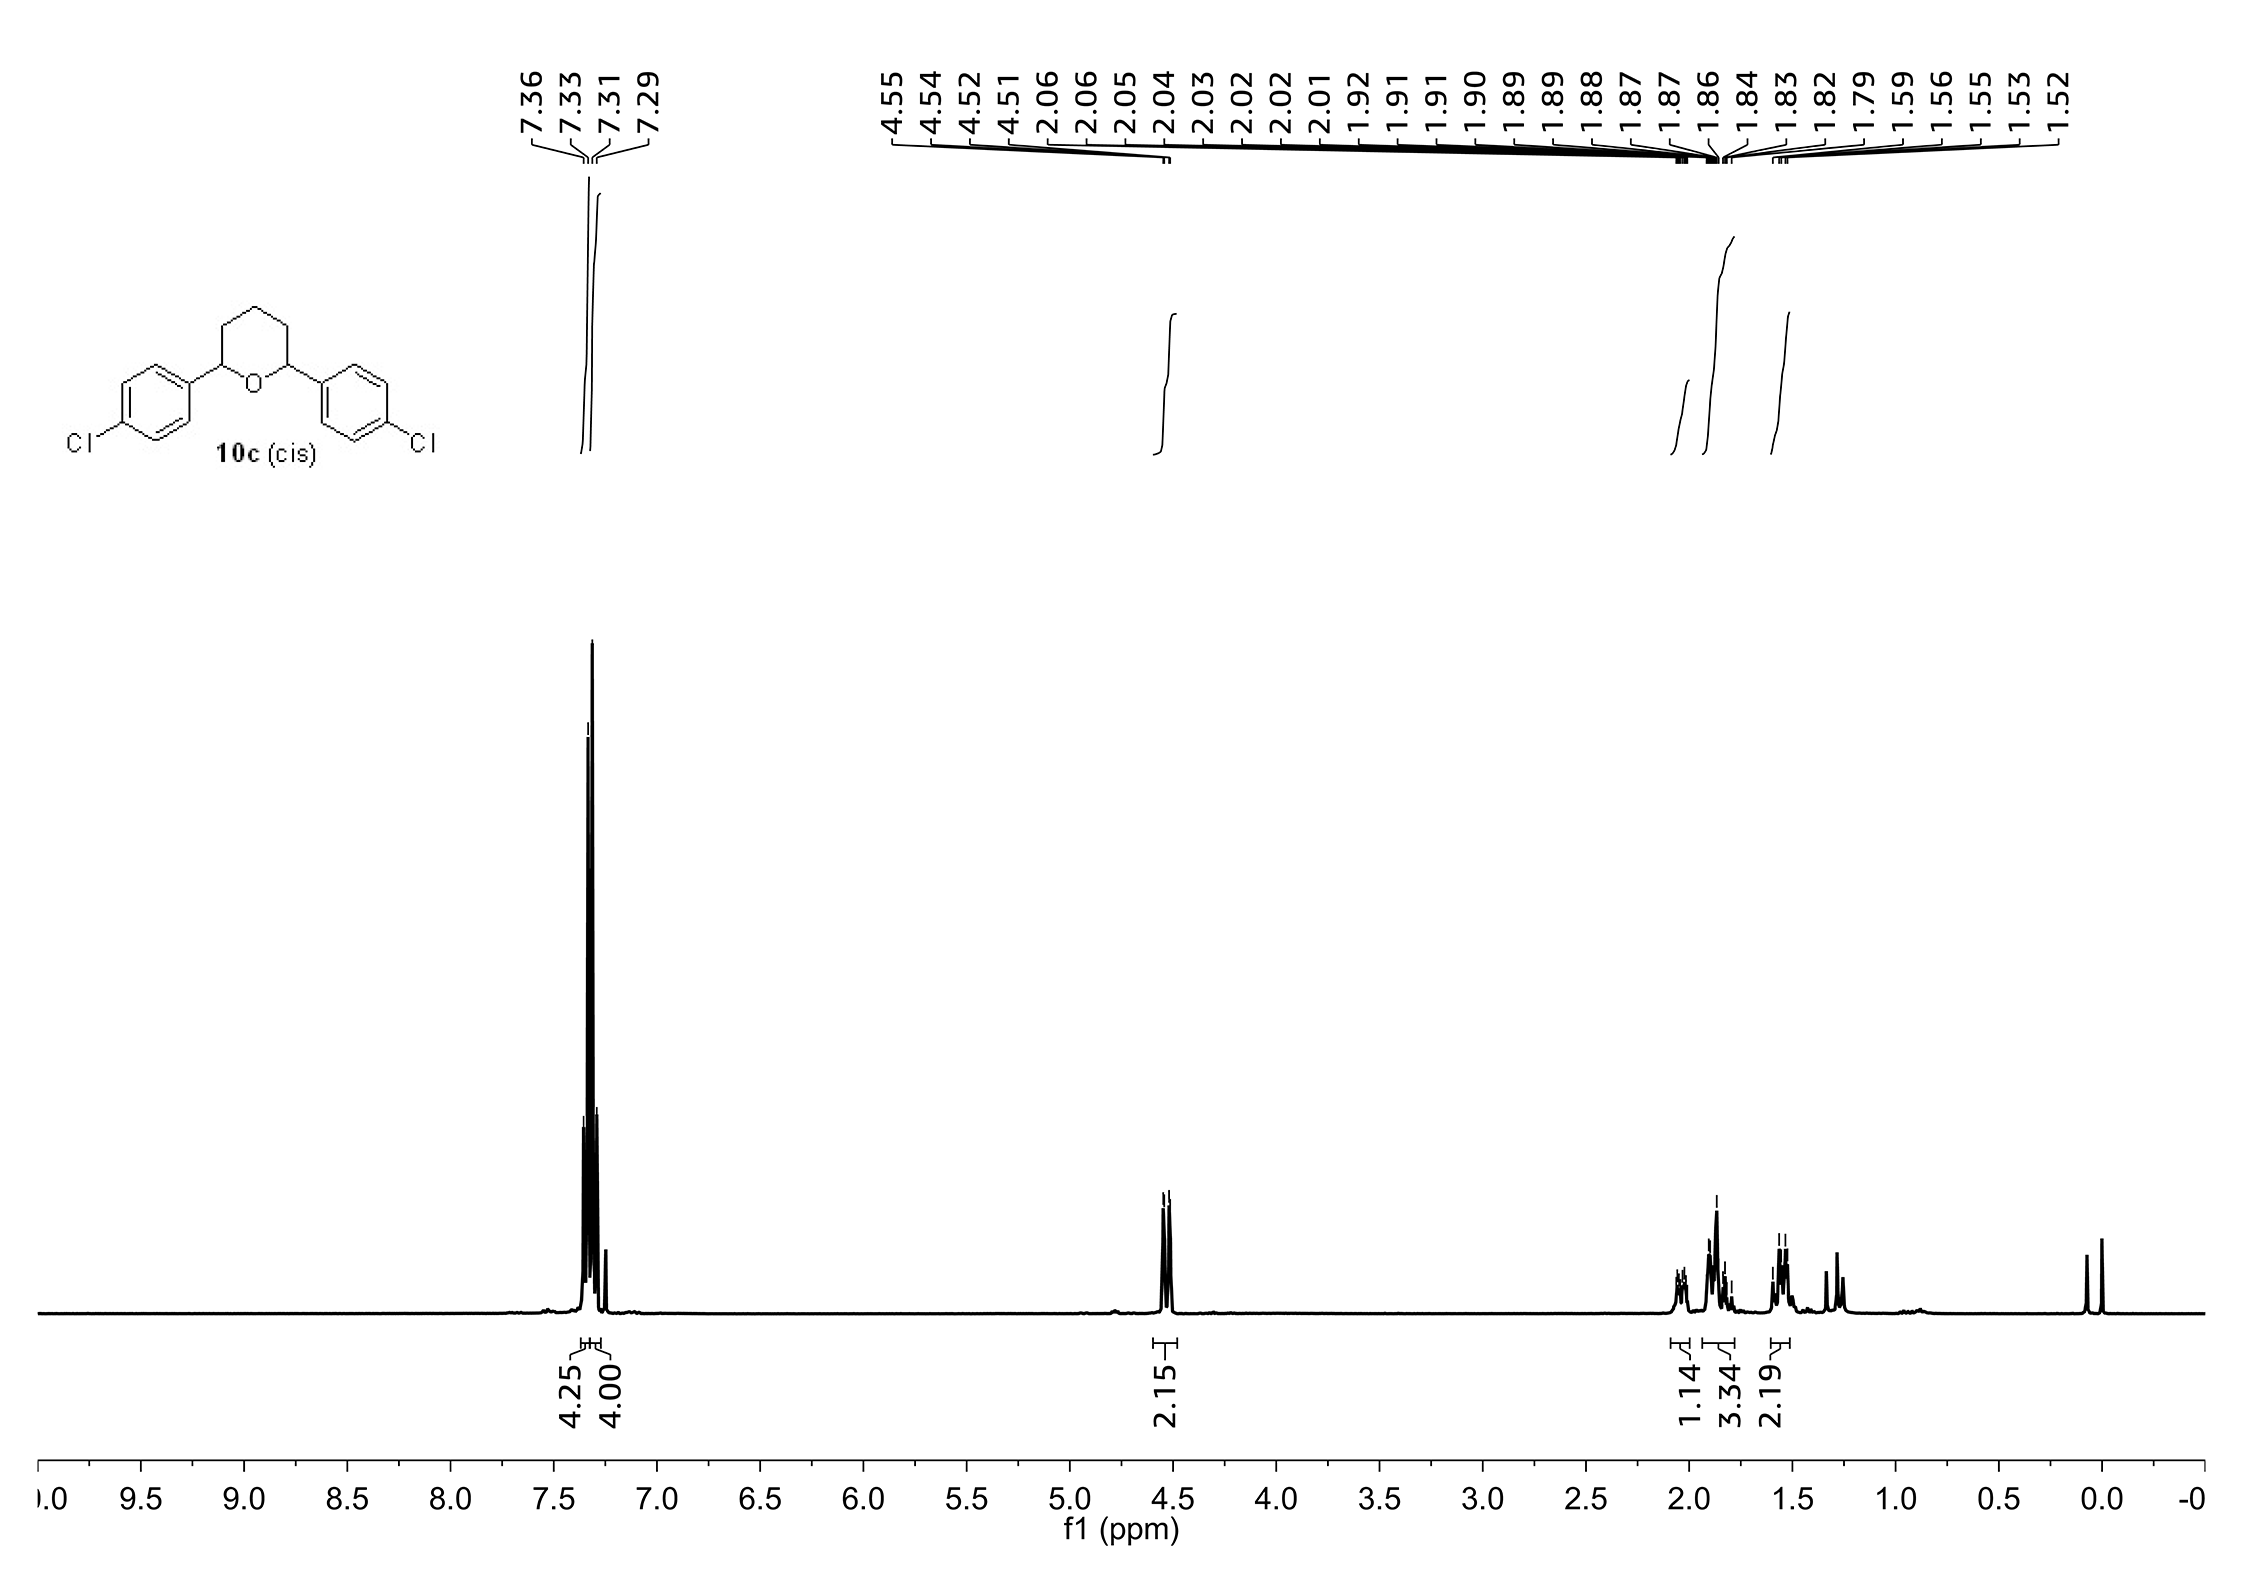 7.36 7.33 7.31 7.29 4.55 4.54 4.52 4.51 2.06 2.06 2.05 2.04 2.03 2.02 2.02 2.01 1.92 1.91 1.91 1.90 1.89 1.89 1.88 1.87 1.87 1.86 1.84 1.83 1.82 1.79 1.59 1.56 1.55 1.53 1.52
O
Cl Cl
10c (cis)
4.25 4.00 2.15 1.14 3.34 2.19
).0 9.5 9.0 8.5 8.0 7.5 7.0 6.5 6.0 5.5 5.0 4.5 4.0 3.5 3.0 2.5 2.0 1.5 1.0 0.5 0.0 -0
f1 (ppm)